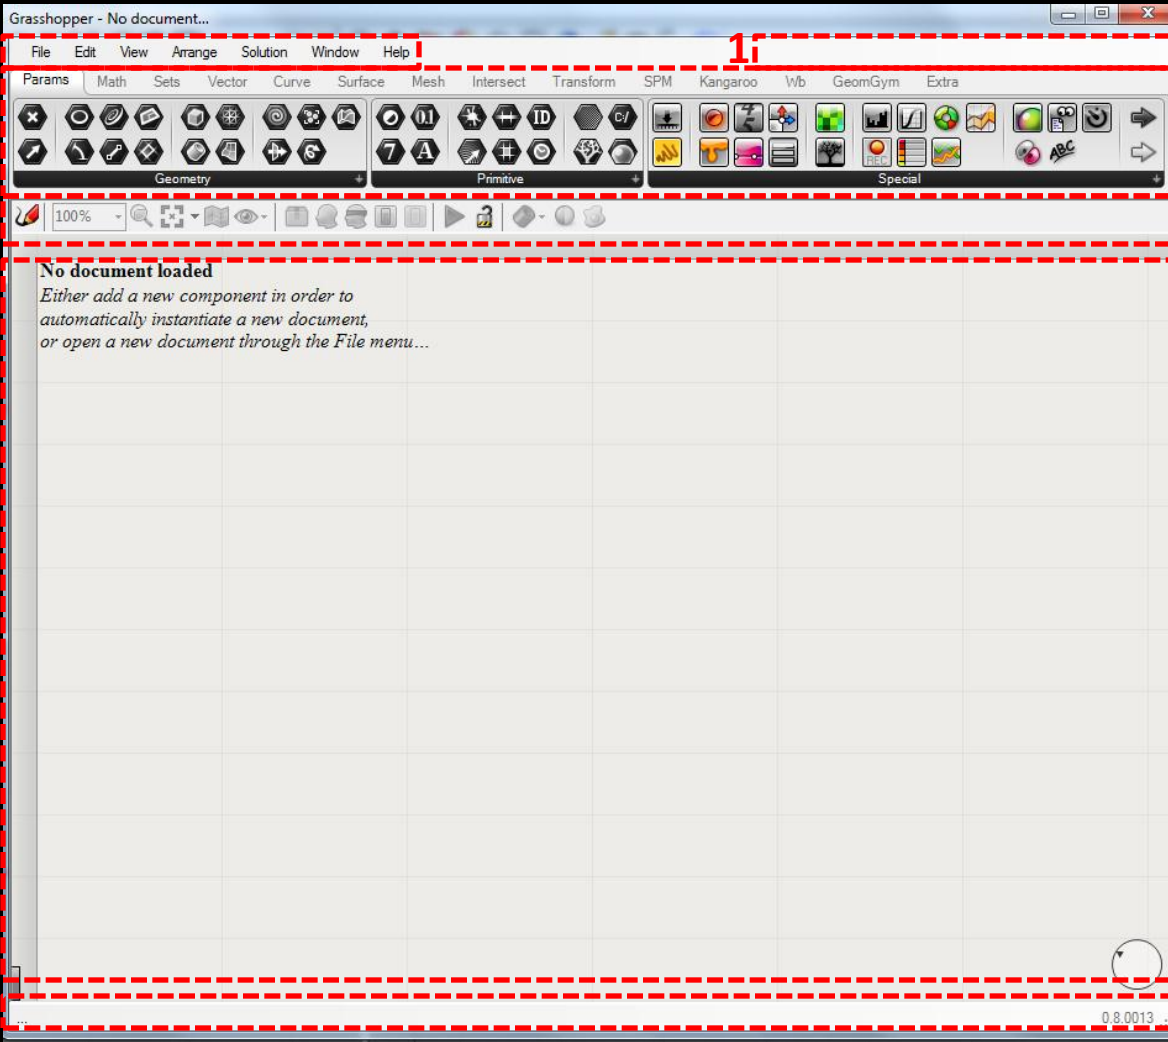 Grasshopper - No document...
File Edit View Arrange Solution Window Help
1
Params Math Sets Vector Curve Surface Mesh Intersect Transform SPM Kangaroo Wb GeomGym Extra
0.1 ID C:/
7 A REC ABC
Geometry Primitive Special
100%
No document loaded
Either add a new component in order to
automatically instantiate a new document,
or open a new document through the File menu...
... 0.8.0013